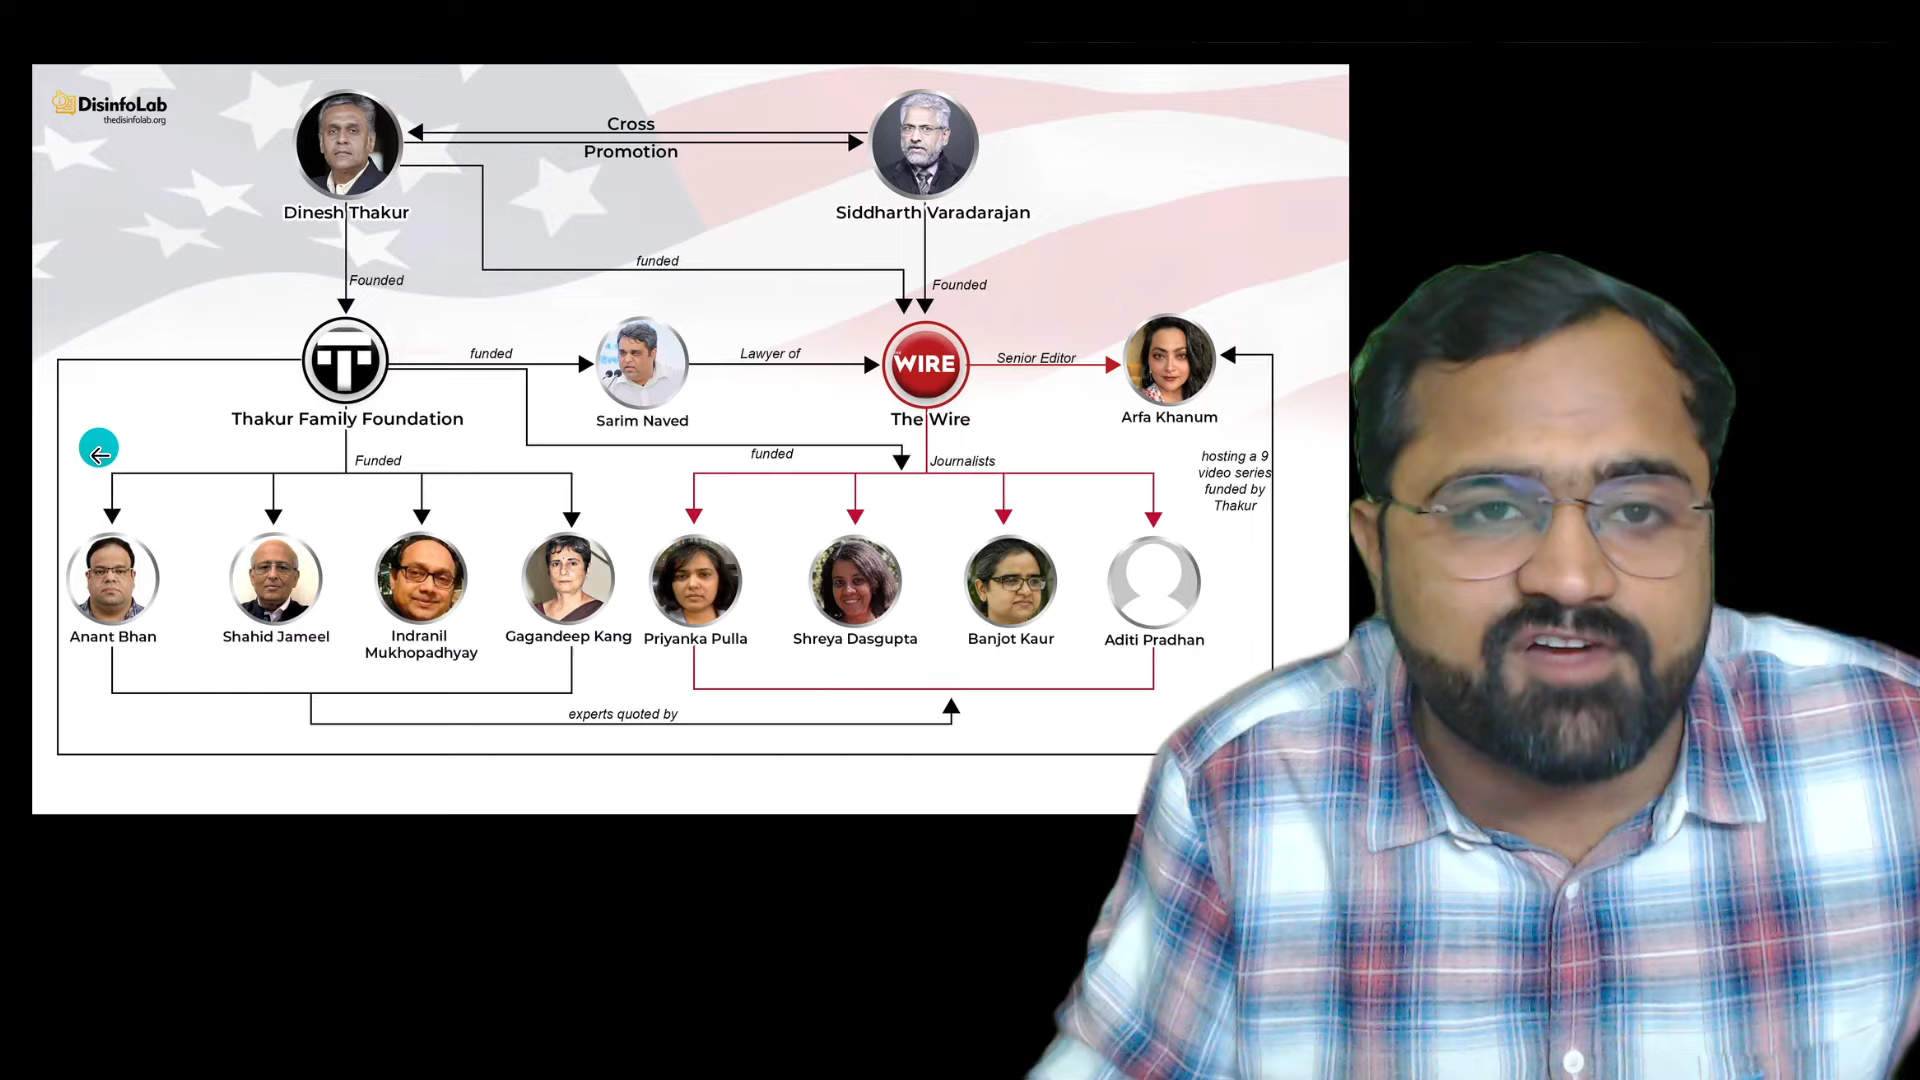 DisinfoLab
thedisinfolab.org
Cross
Promotion
Dinesh Thakur
Siddharth Varadarajan
funded
Founded
Founded
funded
Lawyer of
WIRE
Senior Editor
Thakur Family Foundation
Sarim Naved
The Wire
Arfa Khanum
Funded
funded
Journalists
hosting a 9
video series
funded by
Thakur
Anant Bhan
Shahid Jameel
Indranil
Mukhopadhyay
Gagandeep Kang
Priyanka Pulla
Shreya Dasgupta
Banjot Kaur
Aditi Pradhan
experts quoted by